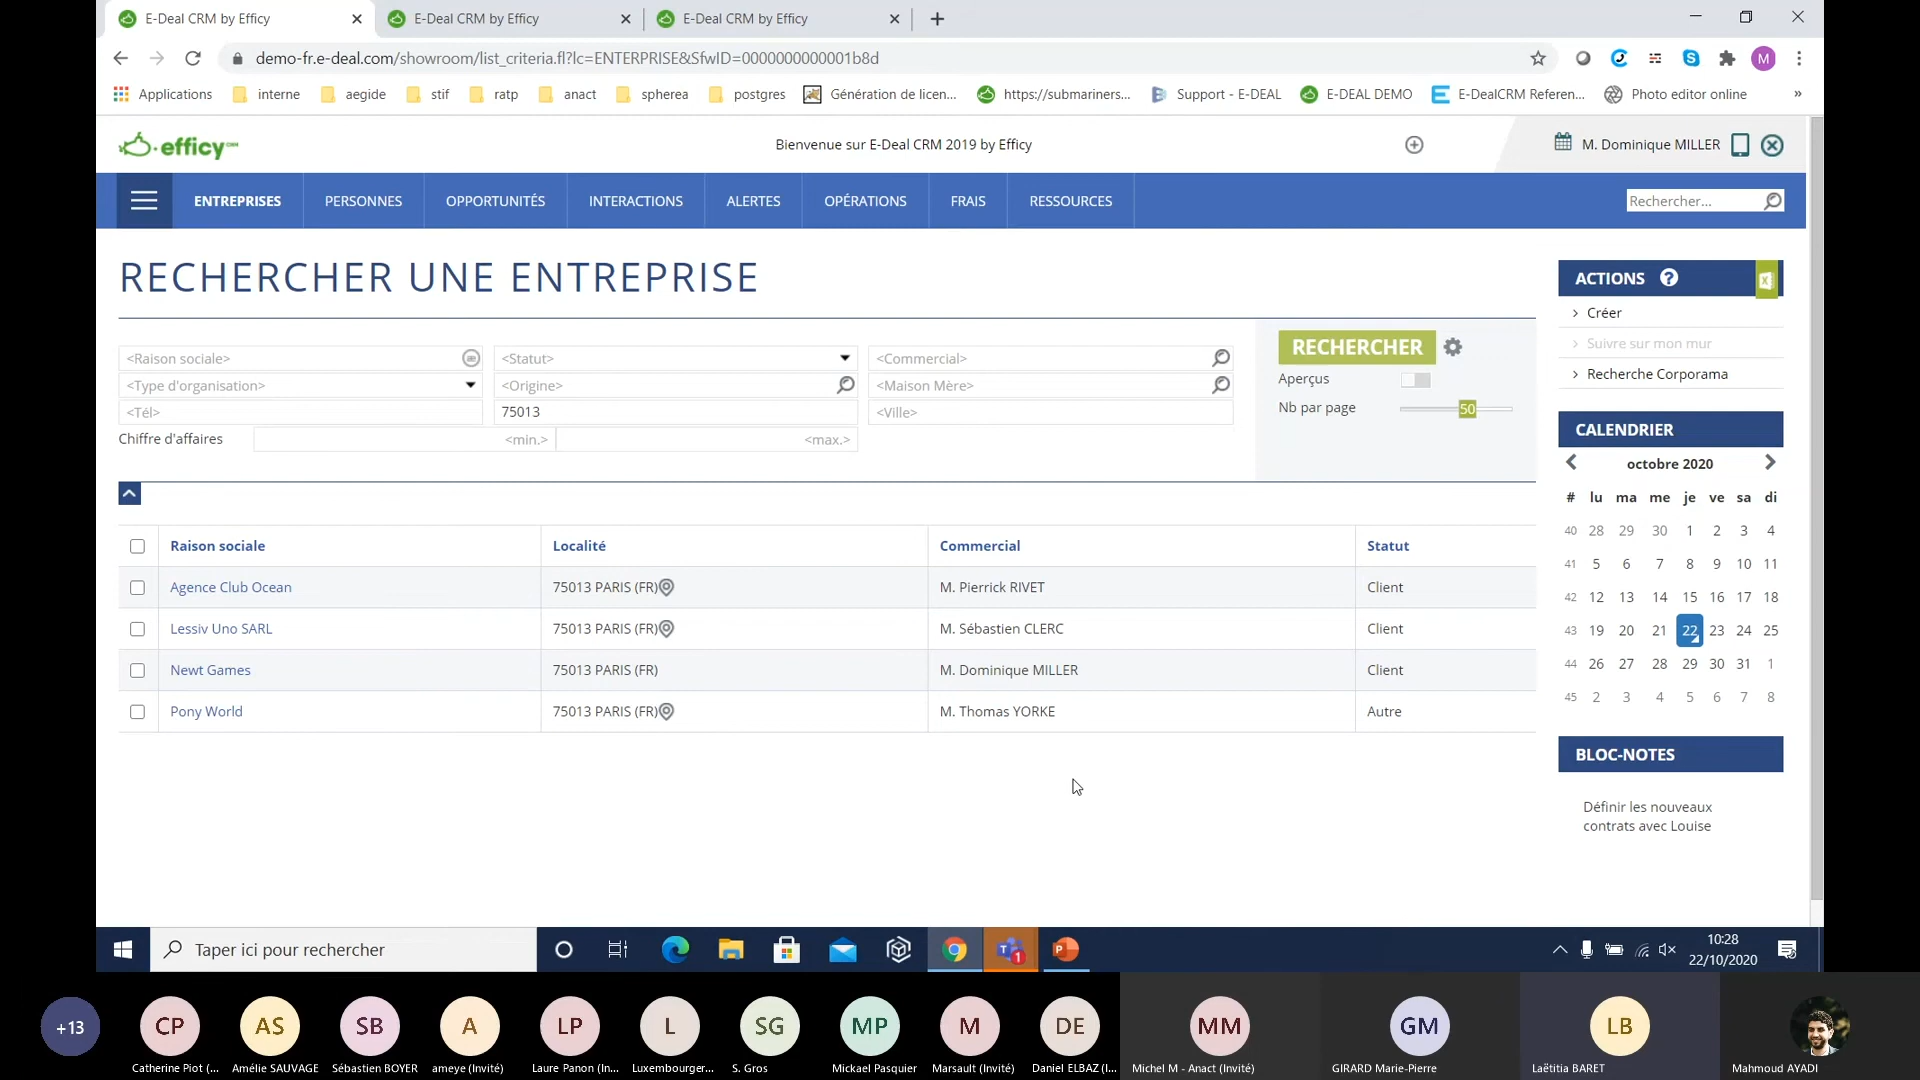 E-Deal CRM by Efficy
E-Deal CRM by Efficy
E-Deal CRM by Efficy
demo-fr.e-deal.com/showroom/list_criteria.fl?lc=ENTERPRISE&SfwID=0000000000001b8d
M
Applications
interne
aegide
stif
ratp
anact
spherea
postgres
Génération de licen...
https://submariners...
Support - E-DEAL
E-DEAL DEMO
E-DealCRM Referen...
Photo editor online
»
efficy CRM
Bienvenue sur E-Deal CRM 2019 by Efficy
M. Dominique MILLER
ENTREPRISES
PERSONNES
OPPORTUNITÉS
INTERACTIONS
ALERTES
OPÉRATIONS
FRAIS
RESSOURCES
Rechercher...
RECHERCHER UNE ENTREPRISE
<Raison sociale>
<Statut>
<Commercial>
<Type d'organisation>
<Origine>
<Maison Mère>
<Tél>
75013
<Ville>
Chiffre d'affaires
<min.>
<max.>
RECHERCHER
Aperçus
Nb par page
50
Raison sociale
Localité
Commercial
Statut
Agence Club Ocean
75013 PARIS (FR)
M. Pierrick RIVET
Client
Lessiv Uno SARL
75013 PARIS (FR)
M. Sébastien CLERC
Client
Newt Games
75013 PARIS (FR)
M. Dominique MILLER
Client
Pony World
75013 PARIS (FR)
M. Thomas YORKE
Autre
ACTIONS
Créer
Suivre sur mon mur
Recherche Corporama
CALENDRIER
octobre 2020
# lu ma me je ve sa di
40 28 29 30 1 2 3 4
41 5 6 7 8 9 10 11
42 12 13 14 15 16 17 18
43 19 20 21 22 23 24 25
44 26 27 28 29 30 31 1
45 2 3 4 5 6 7 8
BLOC-NOTES
Définir les nouveaux
contrats avec Louise
Taper ici pour rechercher
1
10:28
22/10/2020
+13
CP
AS
SB
A
LP
L
SG
MP
M
DE
MM
GM
LB
Catherine Piot (...
Amélie SAUVAGE
Sébastien BOYER
ameye (Invité)
Laure Panon (In...
Luxembourger...
S. Gros
Mickael Pasquier
Marsault (Invité)
Daniel ELBAZ (I...
Michel M - Anact (Invité)
GIRARD Marie-Pierre
Laëtitia BARET
Mahmoud AYADI